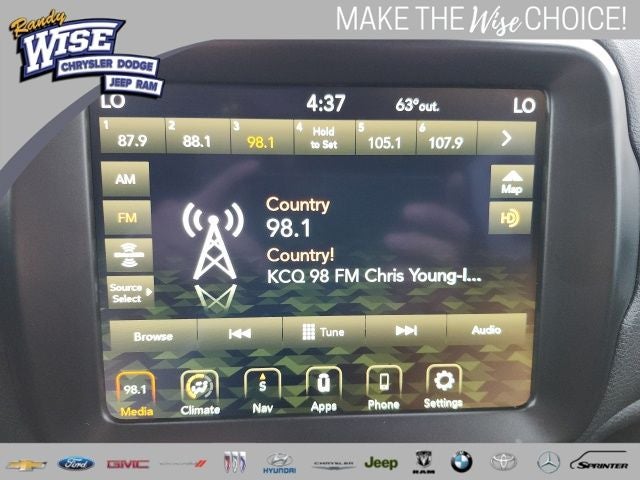 Randy
WISE
CHRYSLER DODGE
JEEP RAM
MAKE THE Wise CHOICE!
LO 4:37 63°out. LO
1 87.9 2 88.1 3 98.1 4 Hold to Set 5 105.1 6 107.9
AM
Map
FM
HD
Country
98.1
Country!
KCQ 98 FM Chris Young-I...
Source
Select
Browse Tune Audio
98.1 S
Media Climate Nav Apps Phone Settings
Ford GMC HYUNDAI CHRYSLER Jeep RAM SPRINTER